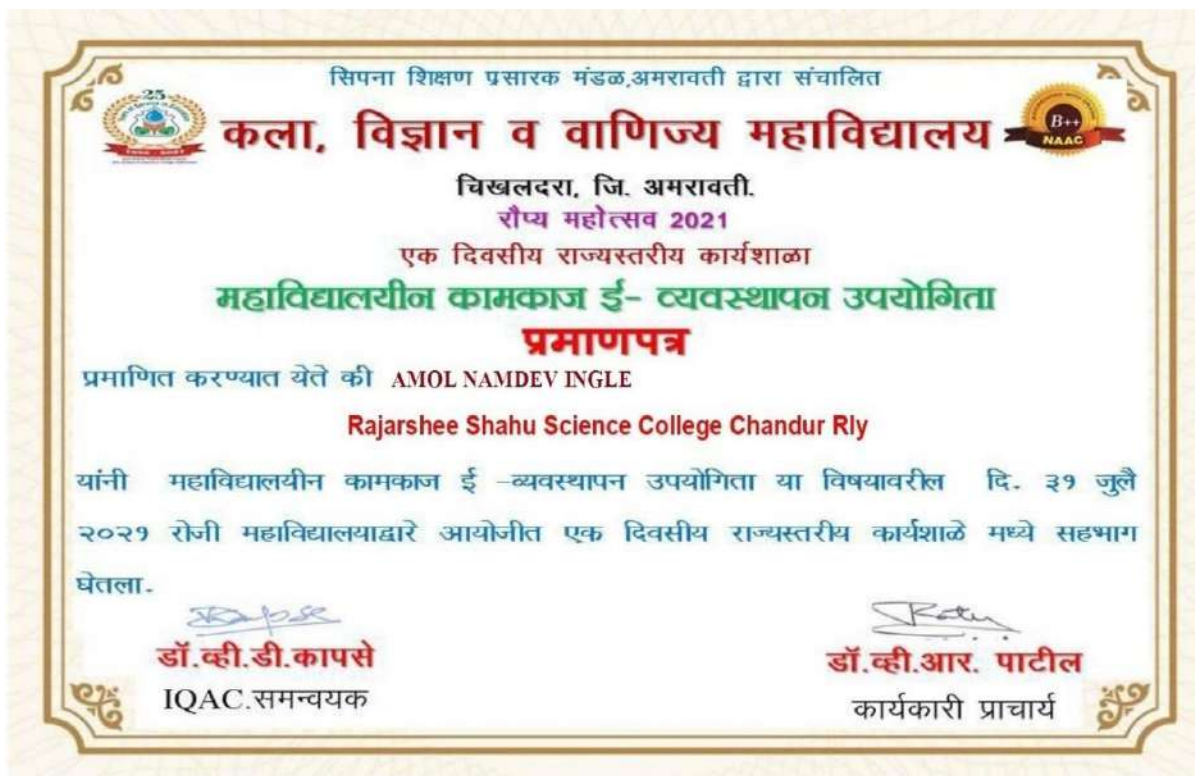 सिपना शिक्षण प्रसारक मंडळ,अमरावती द्वारा संचालित
25
कला, विज्ञान व वाणिज्य महाविद्यालय
B++
NAAC
चिखलदरा, जि. अमरावती.
रौप्य महोत्सव 2021
एक दिवसीय राज्यस्तरीय कार्यशाळा
महाविद्यालयीन कामकाज ई- व्यवस्थापन उपयोगिता
प्रमाणपत्र
प्रमाणित करण्यात येते की AMOL NAMDEV INGLE
Rajarshee Shahu Science College Chandur Rly
यांनी महाविद्यालयीन कामकाज ई -व्यवस्थापन उपयोगिता या विषयावरील दि. ३१ जुलै
२०२१ रोजी महाविद्यालयाद्वारे आयोजीत एक दिवसीय राज्यस्तरीय कार्यशाळे मध्ये सहभाग
घेतला.
डॉ.व्ही.डी.कापसे
IQAC.समन्वयक
डॉ.व्ही.आर. पाटील
कार्यकारी प्राचार्य